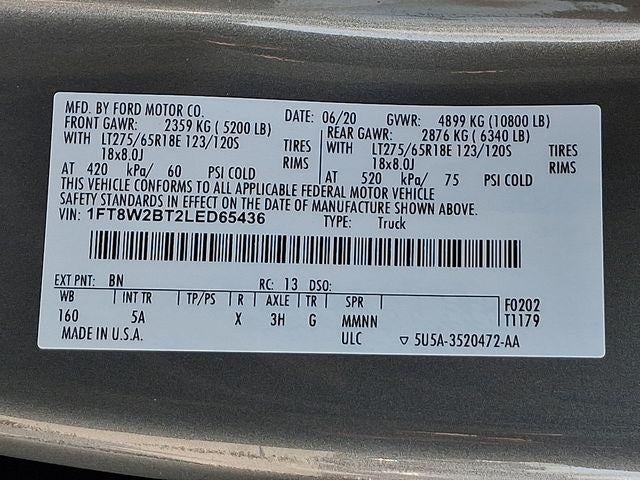 MFD. BY FORD MOTOR CO. DATE: 06/20 GVWR: 4899 KG (10800 LB)
FRONT GAWR: 2359 KG ( 5200 LB) REAR GAWR: 2876 KG ( 6340 LB)
WITH LT275/65R18E 123/120S TIRES WITH LT275/65R18E 123/120S TIRES
18x8.0J RIMS 18x8.0J RIMS
AT 420 kPa/ 60 PSI COLD AT 520 kPa/ 75 PSI COLD
THIS VEHICLE CONFORMS TO ALL APPLICABLE FEDERAL MOTOR VEHICLE
SAFETY STANDARDS IN EFFECT ON THE DATE OF MANUFACTURE SHOWN ABOVE.
VIN: 1FT8W2BT2LED65436 TYPE: Truck
EXT PNT: BN RC: 13 DSO:
WB INT TR TP/PS R AXLE TR SPR F0202
160 5A X 3H G MMNN T1179
MADE IN U.S.A. ULC ▽ 5U5A-3520472-AA